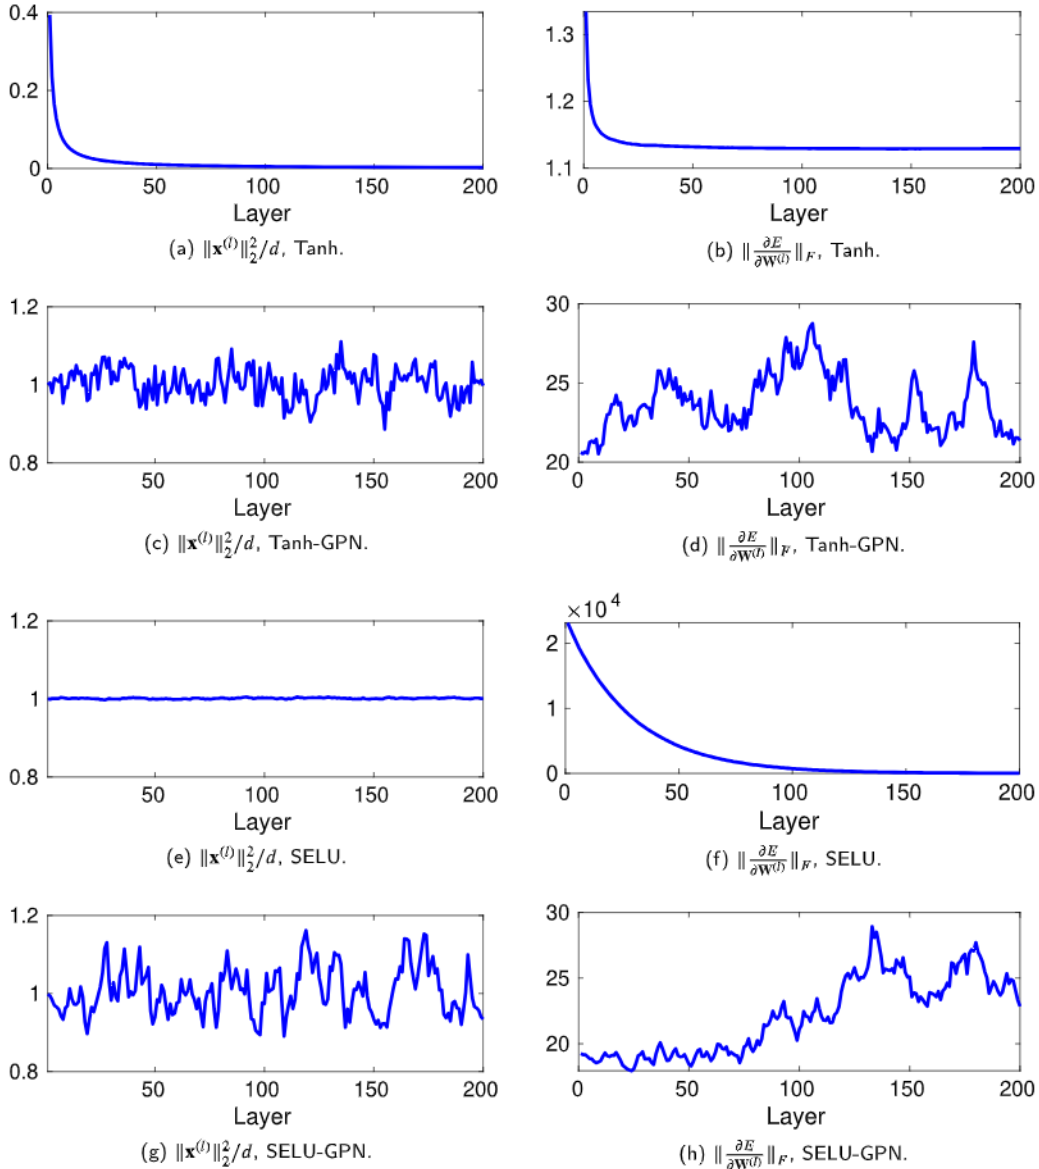 0.4
0.2
0
50 100 150 200
Layer
(a) ‖x^(l)‖₂²/d, Tanh.
1.3
1.2
1.1
0 50 100 150 200
Layer
(b) ‖∂E/∂W^(l)‖_F, Tanh.
1.2
1
0.8
50 100 150 200
Layer
(c) ‖x^(l)‖₂²/d, Tanh-GPN.
30
25
20
0 50 100 150 200
Layer
(d) ‖∂E/∂W^(l)‖_F, Tanh-GPN.
1.2
1
0.8
50 100 150 200
Layer
(e) ‖x^(l)‖₂²/d, SELU.
×10^4
2
1
0
0 50 100 150 200
Layer
(f) ‖∂E/∂W^(l)‖_F, SELU.
1.2
1
0.8
50 100 150 200
Layer
(g) ‖x^(l)‖₂²/d, SELU-GPN.
30
25
20
0 50 100 150 200
Layer
(h) ‖∂E/∂W^(l)‖_F, SELU-GPN.